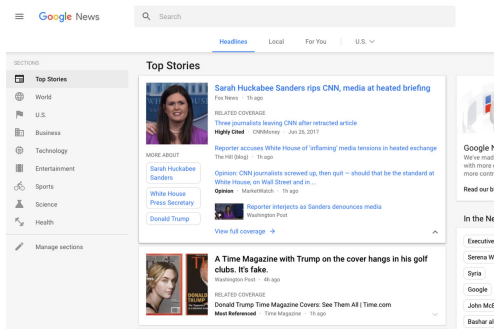 Google News
Search
Headlines
Local
For You
U.S.
SECTIONS
Top Stories
World
U.S.
Business
Technology
Entertainment
Sports
Science
Health
Manage sections
Top Stories
Sarah Huckabee Sanders rips CNN, media at heated briefing
Fox News · 1h ago
RELATED COVERAGE
Three journalists leaving CNN after retracted article
Highly Cited · CNNMoney · Jun 26, 2017
Reporter accuses White House of 'inflaming' media tensions in heated exchange
The Hill (blog) · 1h ago
Opinion: CNN journalists screwed up, then quit — should that be the standard at
White House, on Wall Street and in ...
Opinion · MarketWatch · 1h ago
Reporter interjects as Sanders denounces media
Washington Post
View full coverage
MORE ABOUT
Sarah Huckabee
Sanders
White House
Press Secretary
Donald Trump
A Time Magazine with Trump on the cover hangs in his golf
clubs. It's fake.
Washington Post · 4h ago
RELATED COVERAGE
Donald Trump Time Magazine Covers: See Them All | Time.com
Most Referenced · Time Magazine · 1h ago
Google N
We've mad
with more
more contr
Read our b
In the Ne
Executive
Serena W
Syria
Google
John McE
Bashar al